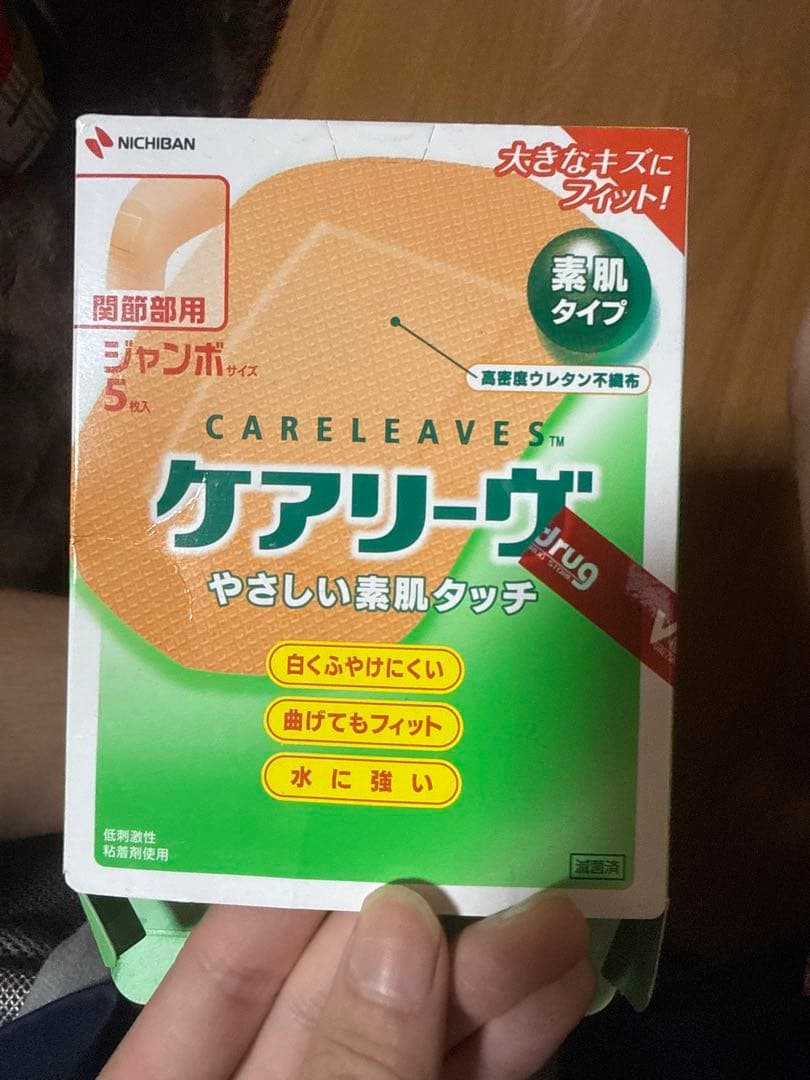 NICHIBAN
大きなキズに
フィット!
関節部用
素肌
タイプ
ジャンボサイズ
5枚入
高密度ウレタン不織布
CARELEAVES™
ケアリーヴ
drug
やさしい素肌タッチ
白くふやけにくい
曲げてもフィット
水に強い
低刺激性
粘着剤使用
滅菌済